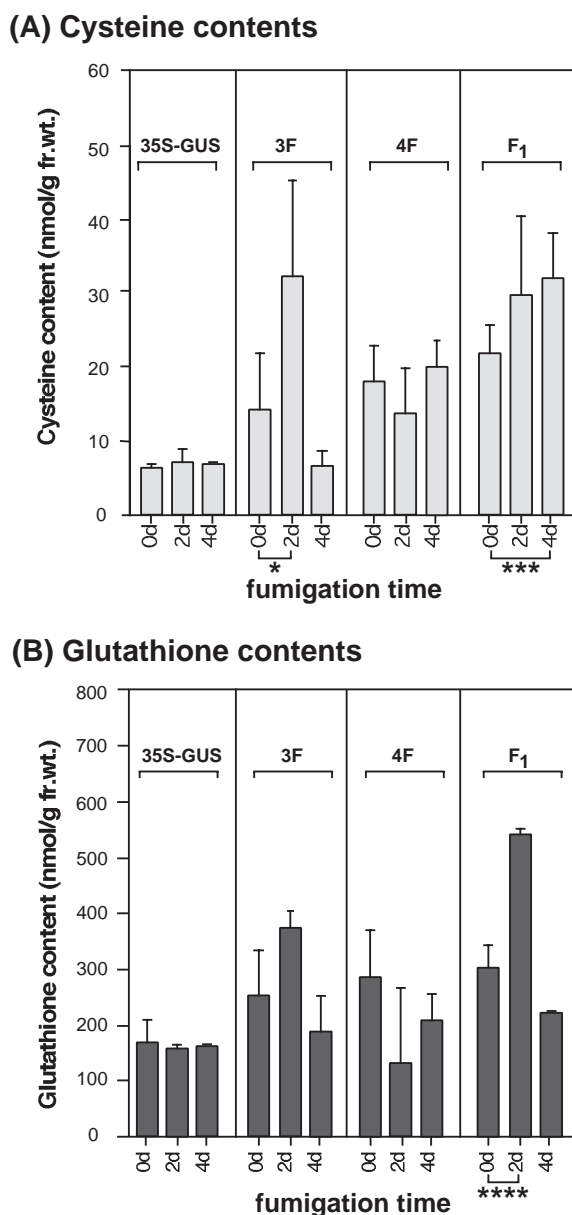 (A) Cysteine contents
Cysteine content (nmol/g fr.wt.)
60
50
40
30
20
10
0
35S-GUS 3F 4F F1
0d 2d 4d 0d 2d 4d 0d 2d 4d 0d 2d 4d
* ***
fumigation time
(B) Glutathione contents
Glutathione content (nmol/g fr.wt.)
800
700
600
500
400
300
200
100
0
35S-GUS 3F 4F F1
0d 2d 4d 0d 2d 4d 0d 2d 4d 0d 2d 4d
****
fumigation time